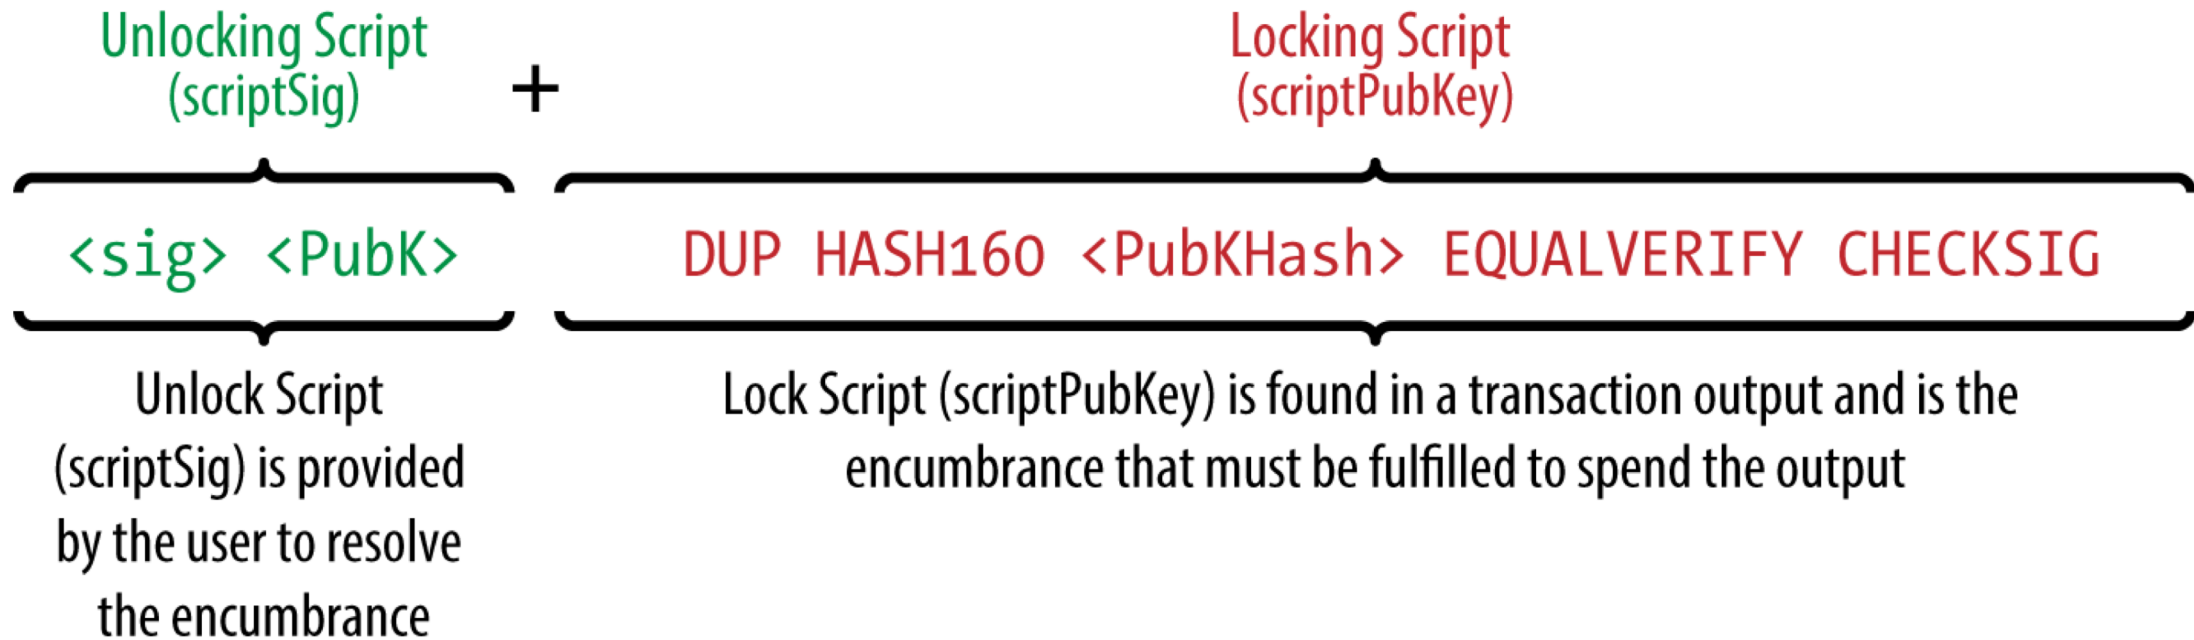 Unlocking Script
(scriptSig)
+
Locking Script
(scriptPubKey)
<sig> <PubK>
DUP HASH160 <PubKHash> EQUALVERIFY CHECKSIG
Unlock Script
(scriptSig) is provided
by the user to resolve
the encumbrance
Lock Script (scriptPubKey) is found in a transaction output and is the
encumbrance that must be fulfilled to spend the output